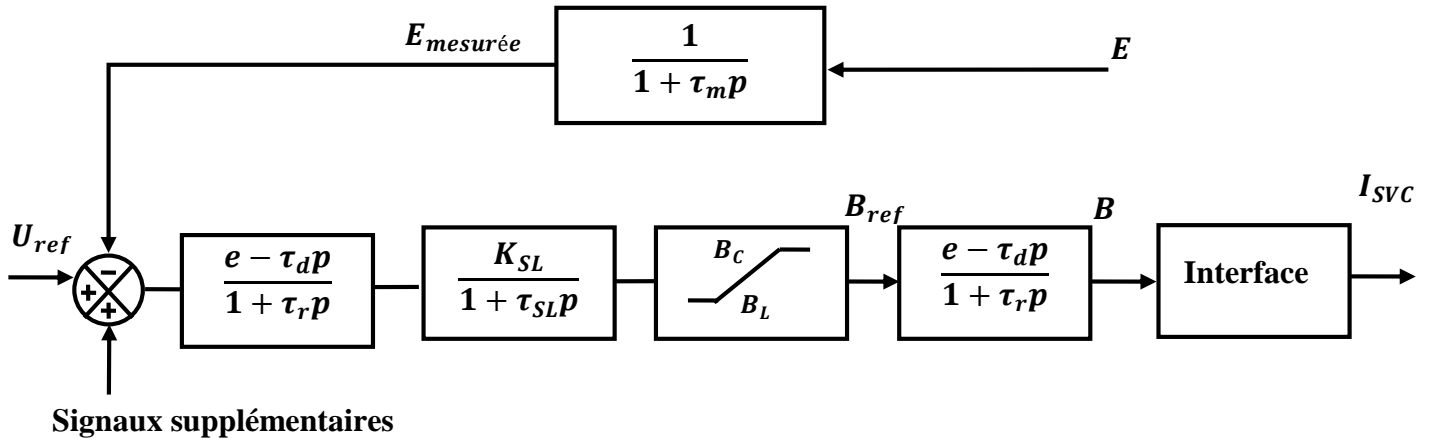 E_mesurée
1
1 + τ_m p
E
U_ref
−
+
+
e − τ_d p
1 + τ_r p
K_SL
1 + τ_SL p
B_C
B_L
B_ref
e − τ_d p
1 + τ_r p
B
Interface
I_SVC
Signaux supplémentaires